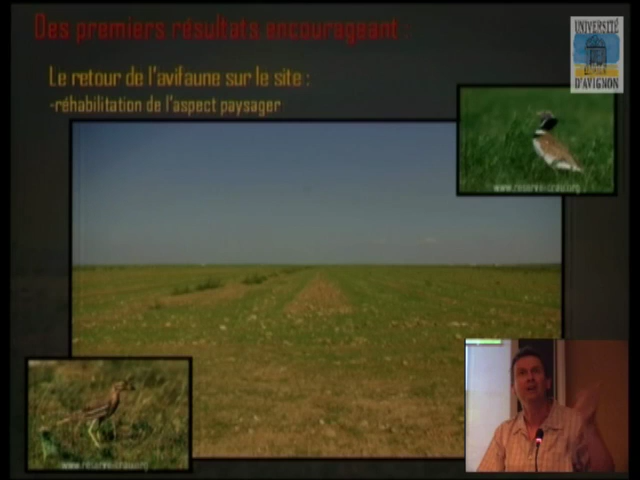 Des premiers résultats encourageant :
UNIVERSITÉ
D'AVIGNON
Le retour de l'avifaune sur le site :
-réhabilitation de l'aspect paysager